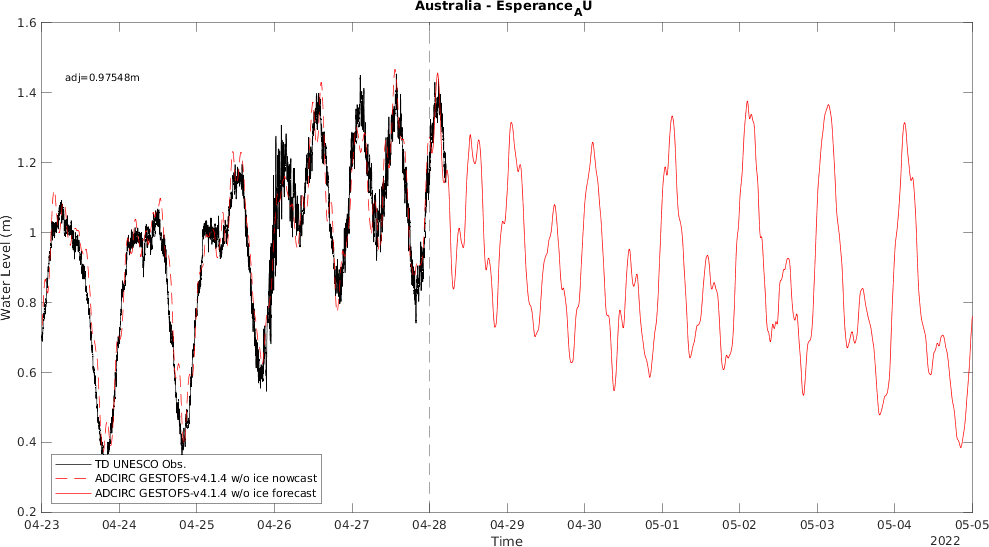 Australia - Esperance_AU
1.6
1.4
1.2
1
0.8
0.6
0.4
0.2
Water Level (m)
adj=0.97548m
TD UNESCO Obs.
ADCIRC GESTOFS-v4.1.4 w/o ice nowcast
ADCIRC GESTOFS-v4.1.4 w/o ice forecast
04-23 04-24 04-25 04-26 04-27 04-28 04-29 04-30 05-01 05-02 05-03 05-04 05-05
Time
2022